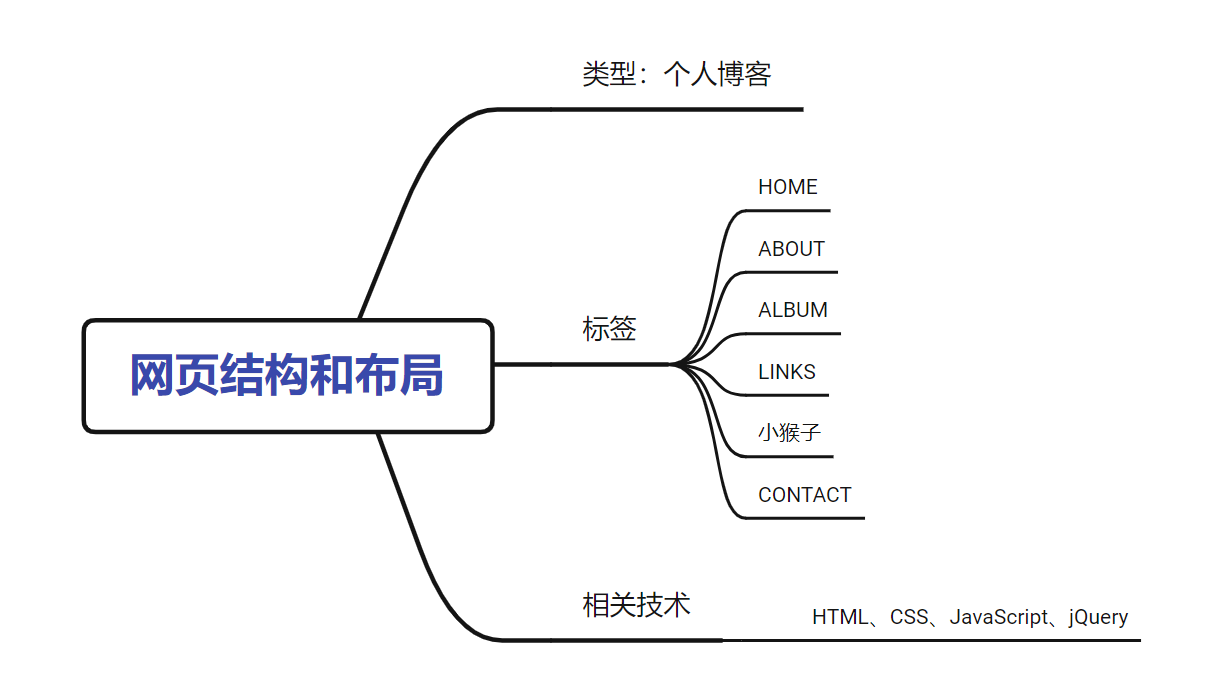 类型：个人博客
HOME
ABOUT
ALBUM
标签
LINKS
网页结构和布局
小猴子
CONTACT
相关技术
HTML、CSS、JavaScript、jQuery